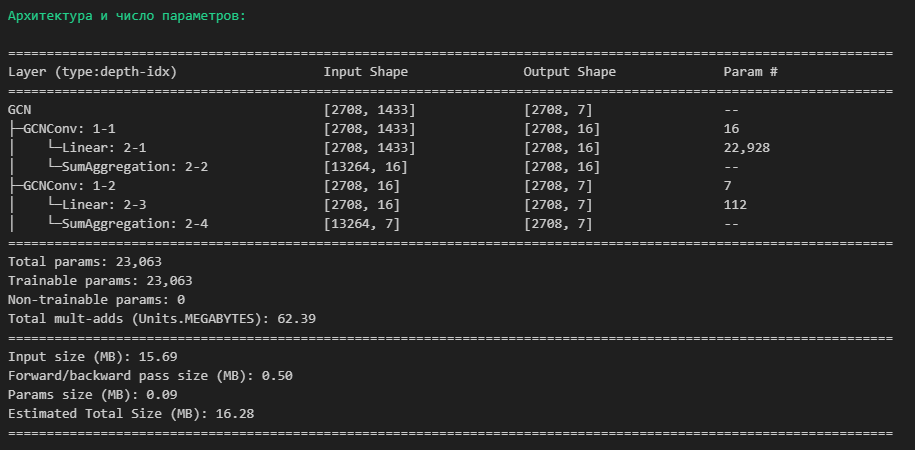 Архитектура и число параметров:
===================================================================================================================
Layer (type:depth-idx)                   Input Shape               Output Shape              Param #
===================================================================================================================
GCN                                      [2708, 1433]              [2708, 7]                 --
├─GCNConv: 1-1                           [2708, 1433]              [2708, 16]                16
│    └─Linear: 2-1                       [2708, 1433]              [2708, 16]                22,928
│    └─SumAggregation: 2-2               [13264, 16]               [2708, 16]                --
├─GCNConv: 1-2                           [2708, 16]                [2708, 7]                 7
│    └─Linear: 2-3                       [2708, 16]                [2708, 7]                 112
│    └─SumAggregation: 2-4               [13264, 7]                [2708, 7]                 --
===================================================================================================================
Total params: 23,063
Trainable params: 23,063
Non-trainable params: 0
Total mult-adds (Units.MEGABYTES): 62.39
===================================================================================================================
Input size (MB): 15.69
Forward/backward pass size (MB): 0.50
Params size (MB): 0.09
Estimated Total Size (MB): 16.28
===================================================================================================================